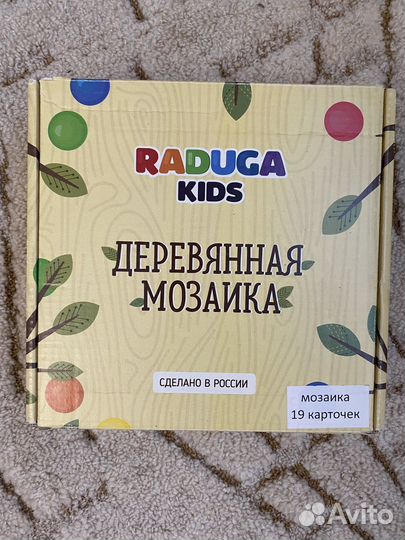 RADUGA
KIDS
ДЕРЕВЯННАЯ
МОЗАИКА
СДЕЛАНО В РОССИИ
мозаика
19 карточек
Avito